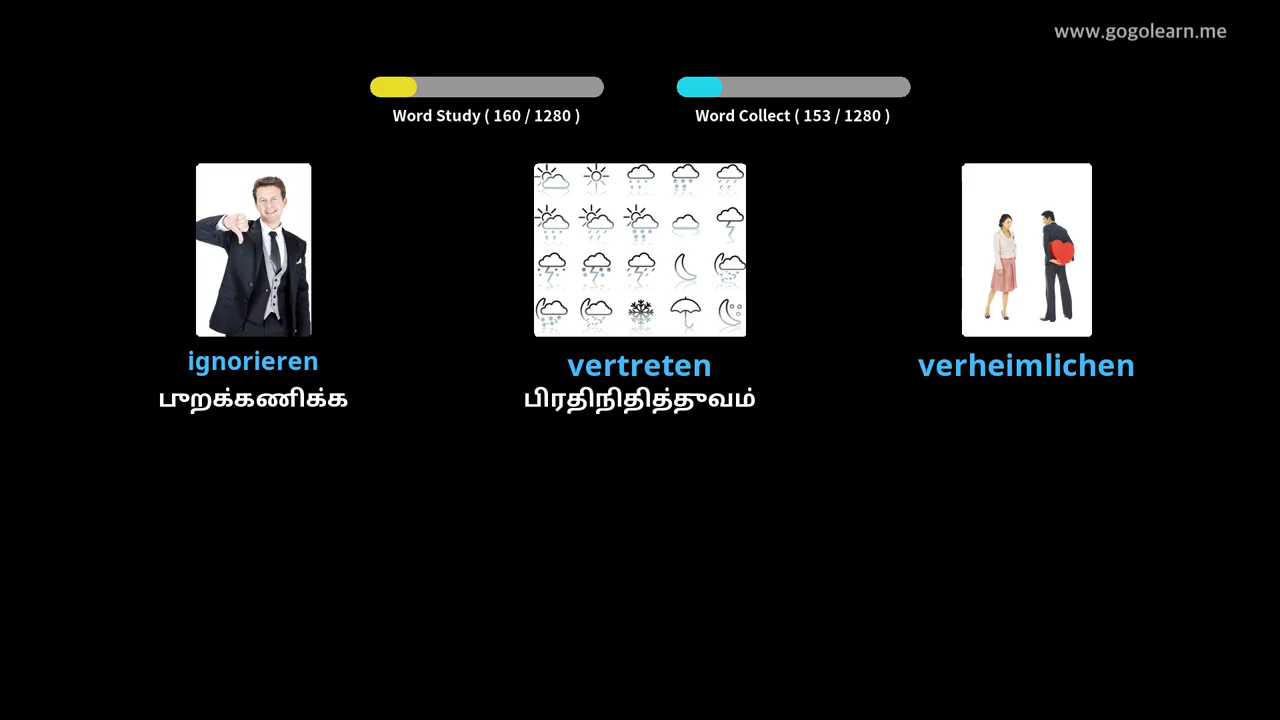 www.gogolearn.me
Word Study ( 160 / 1280 )
Word Collect ( 153 / 1280 )
ignorieren
புறக்கணிக்க
vertreten
பிரதிநிதித்துவம்
verheimlichen